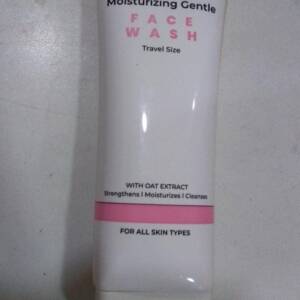 Moisturizing Gentle
FACE
WASH
Travel Size
WITH OAT EXTRACT
Strengthens | Moisturizes | Cleanses
FOR ALL SKIN TYPES